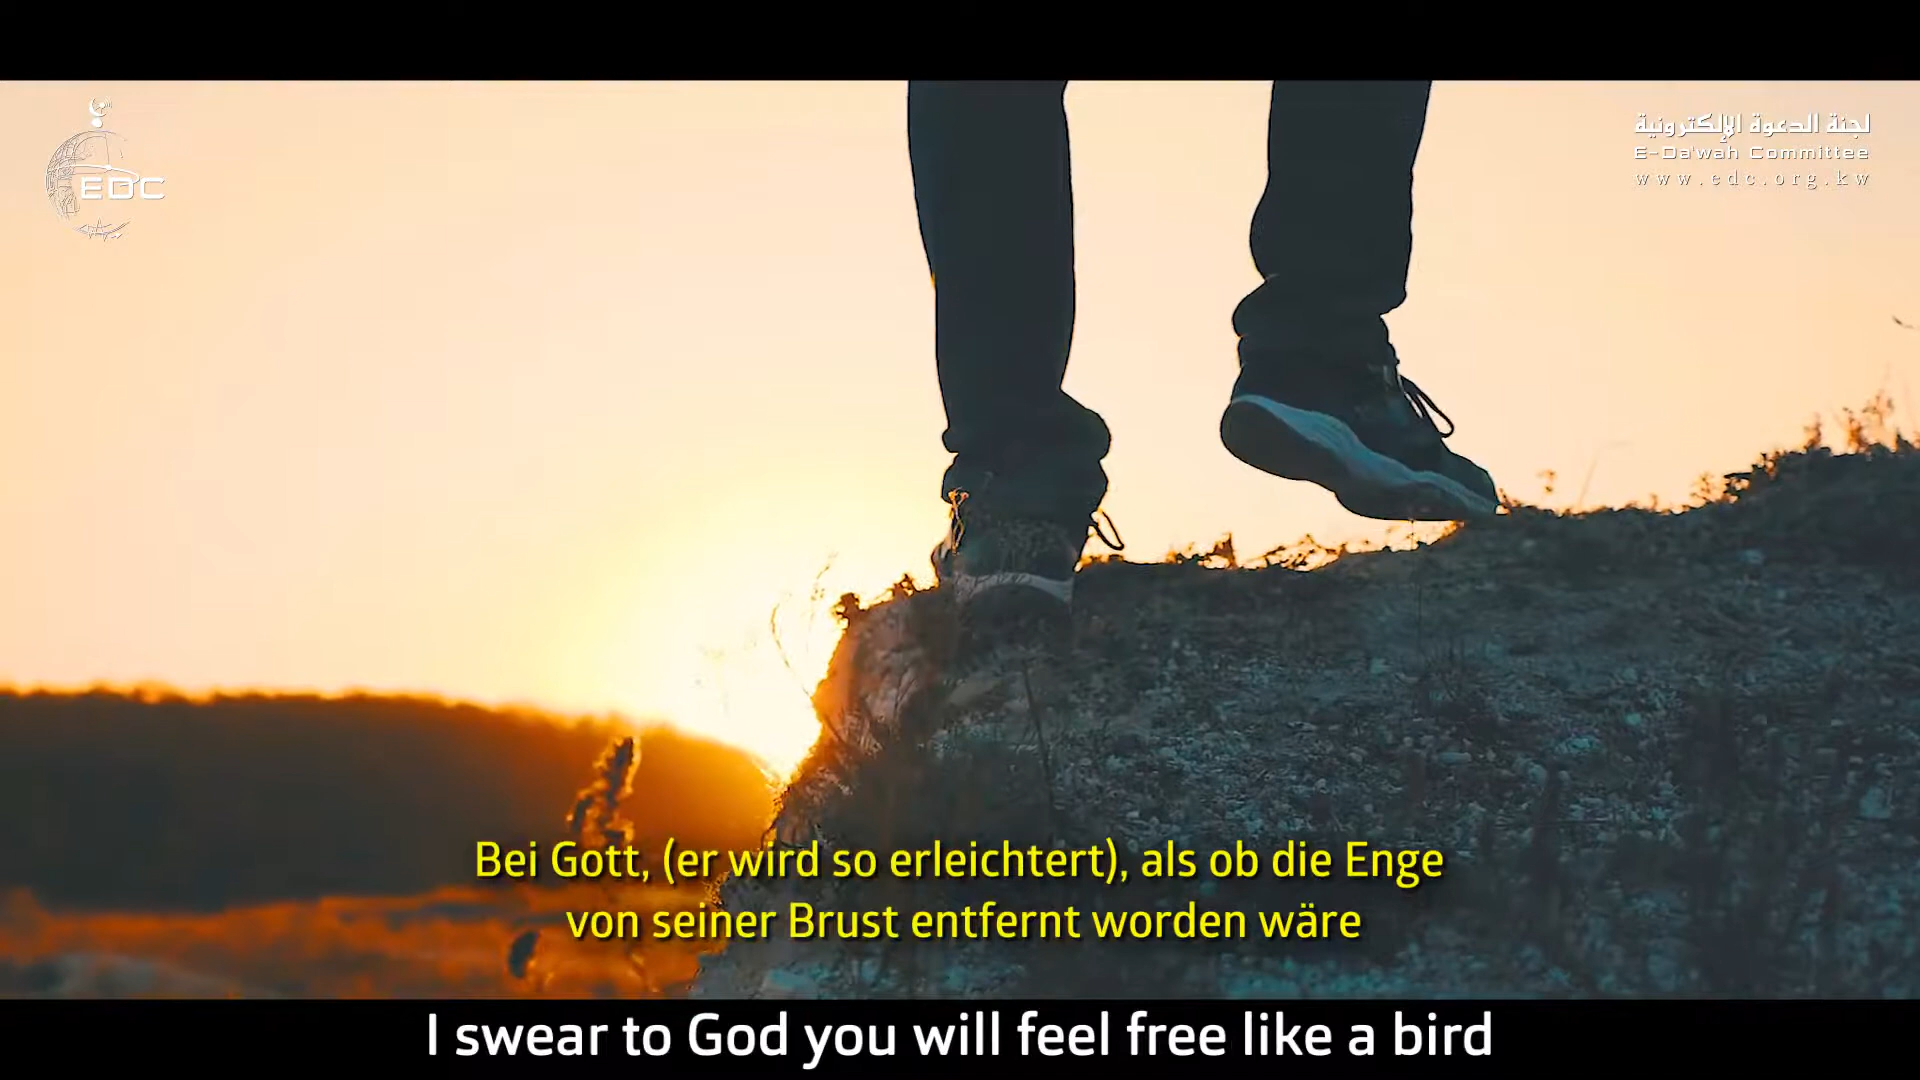 EDC
لجنة الدعوة الإلكترونية
E-Da'wah Committee
www.edc.org.kw
Bei Gott, (er wird so erleichtert), als ob die Enge
von seiner Brust entfernt worden wäre
I swear to God you will feel free like a bird